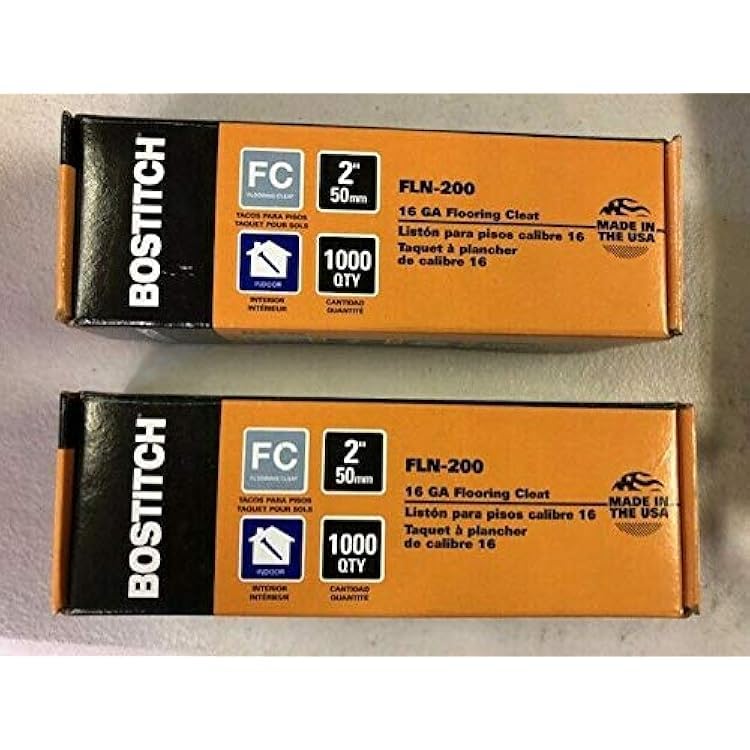 BOSTITCH
FC
FLOORING CLEAT
TACOS PARA PISOS
TAQUET POUR SOLS
2"
50mm
INDOOR
INTERIOR
INTÉRIEUR
1000
QTY
CANTIDAD
QUANTITÉ
FLN-200
16 GA Flooring Cleat
Listón para pisos calibre 16
Taquet à plancher
de calibre 16
MADE IN
THE USA
BOSTITCH
FC
FLOORING CLEAT
TACOS PARA PISOS
TAQUET POUR SOLS
2"
50mm
INDOOR
INTERIOR
INTÉRIEUR
1000
QTY
CANTIDAD
QUANTITÉ
FLN-200
16 GA Flooring Cleat
Listón para pisos calibre 16
Taquet à plancher
de calibre 16
MADE IN
THE USA